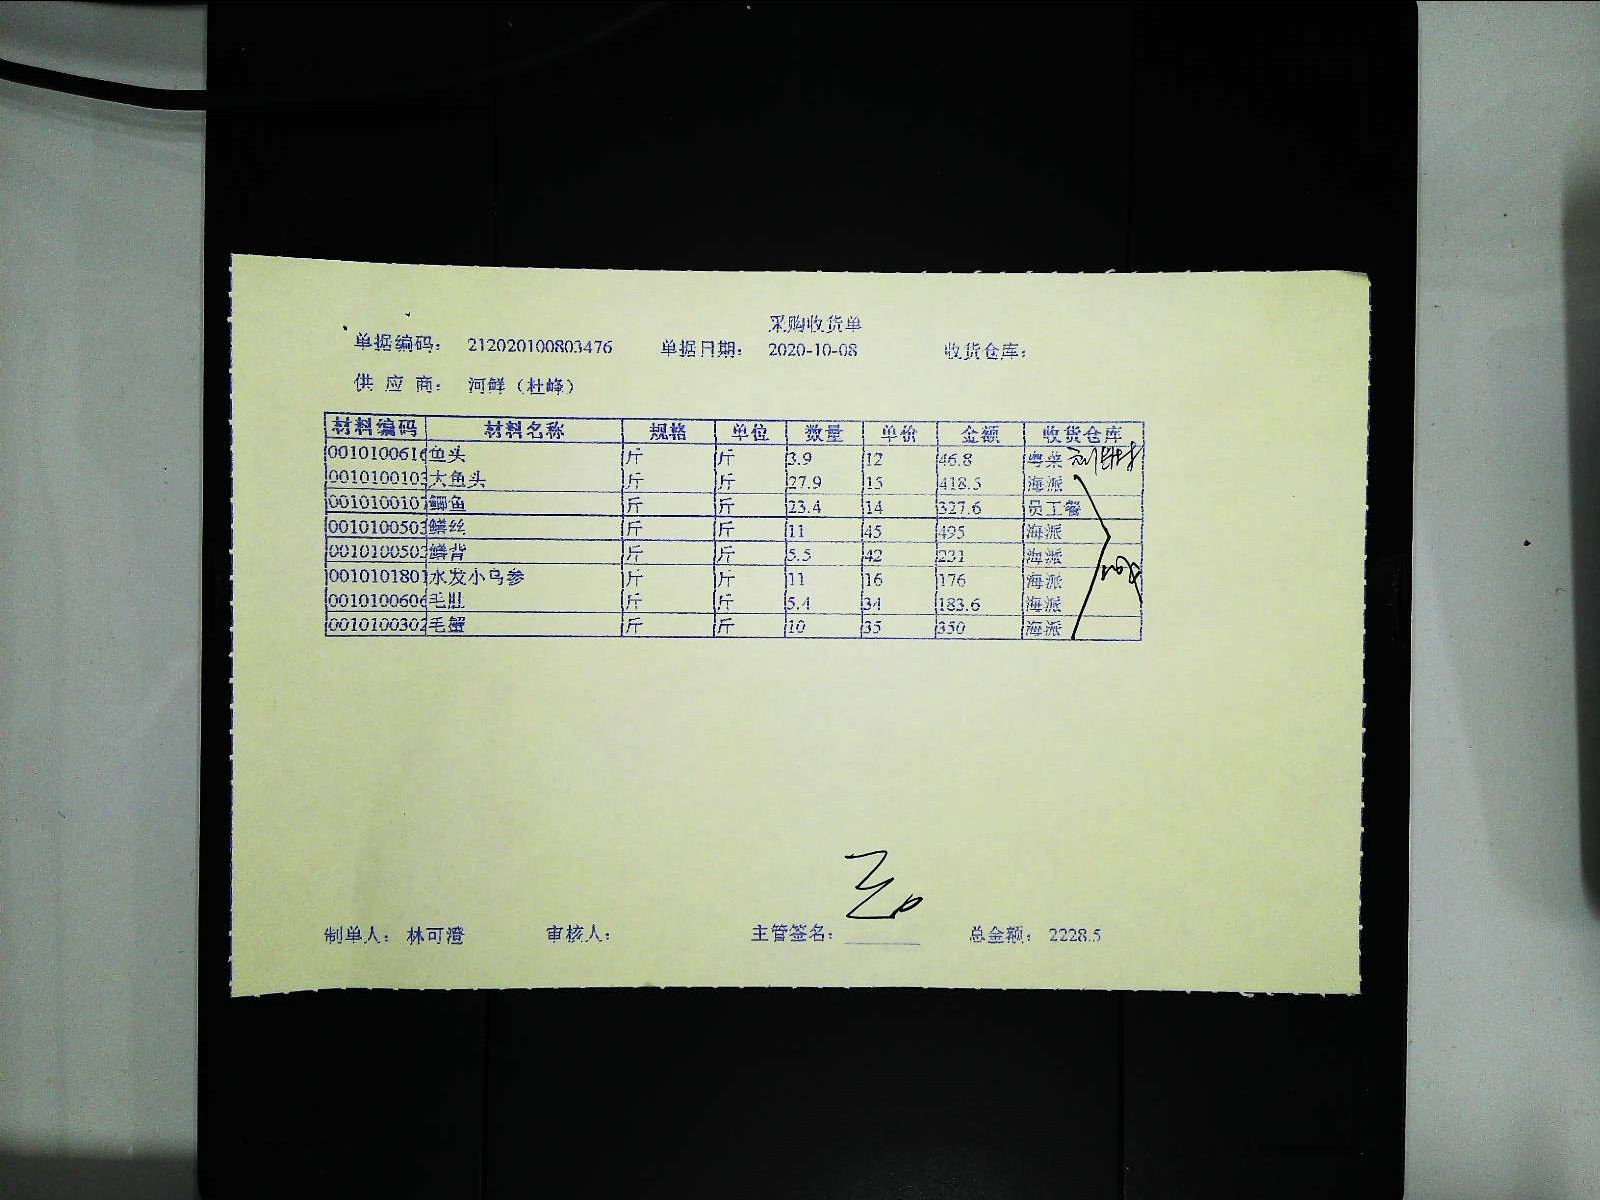 采购收货单
单据编码: 212020100803476 单据日期: 2020-10-08 收货仓库:
供应商: 河鲜(杜峰)
材料编码 材料名称 规格 单位 数量 单价 金额 收货仓库
0010100616 鱼头 斤 斤 3.9 12 46.8 粤菜
0010100103 大鱼头 斤 斤 27.9 15 418.5 海派
0010100107 鲫鱼 斤 斤 23.4 14 327.6 员工餐
0010100503 鳝丝 斤 斤 11 45 495 海派
0010100503 鳝背 斤 斤 5.5 42 231 海派
0010101801 水发小乌参 斤 斤 11 16 176 海派
0010100606 毛肚 斤 斤 5.4 34 183.6 海派
0010100302 毛蟹 斤 斤 10 35 350 海派
制单人: 林可澄 审核人: 主管签名: 总金额: 2228.5